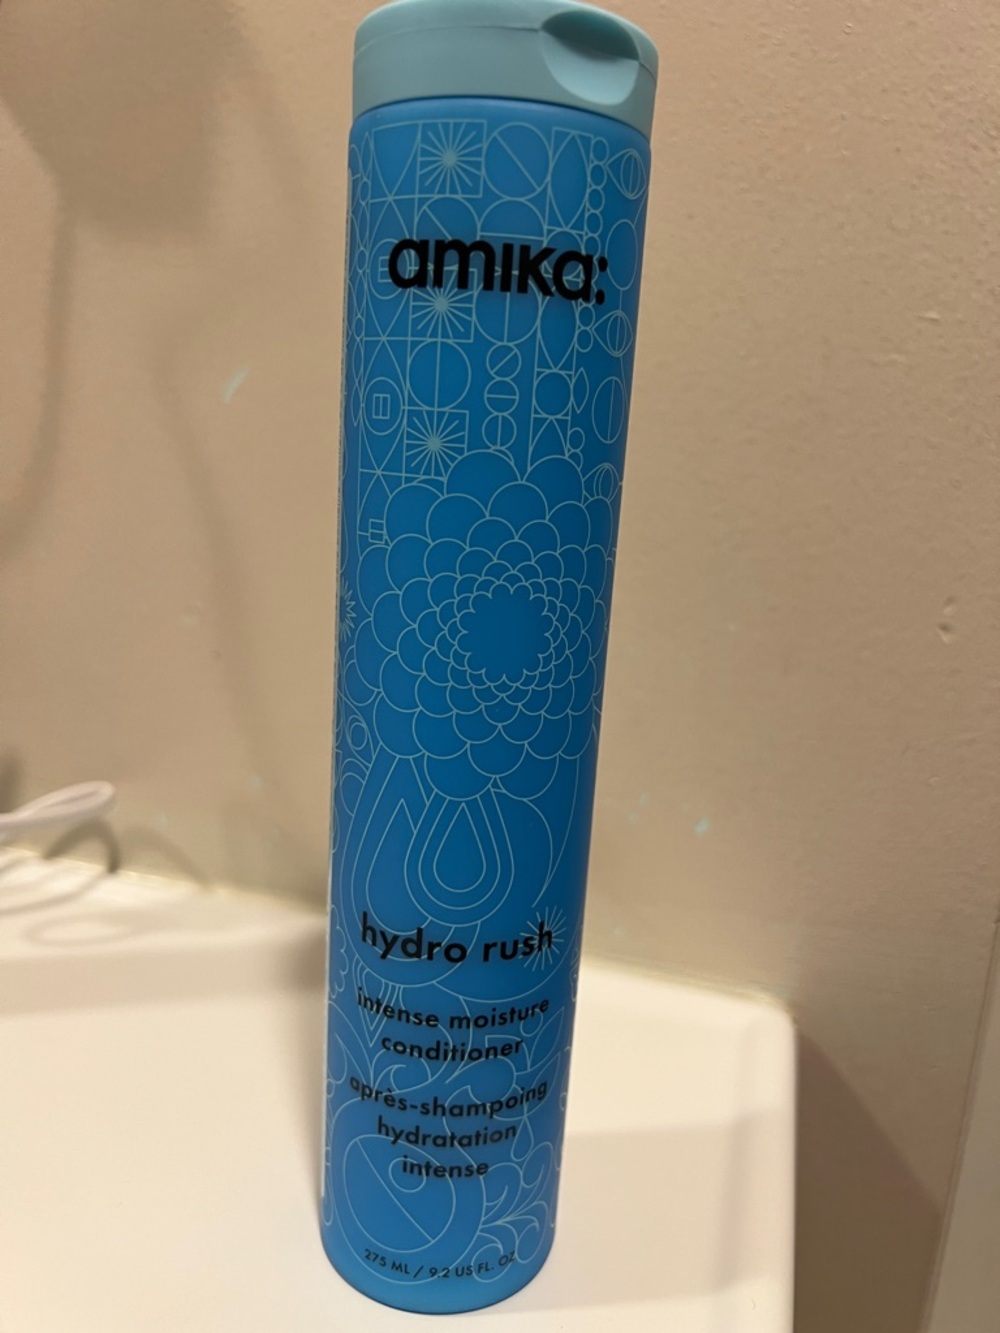 amika:
hydro rush
intense moisture
conditioner
après-shampoing
hydratation
intense
275 ML / 9.2 US FL. OZ